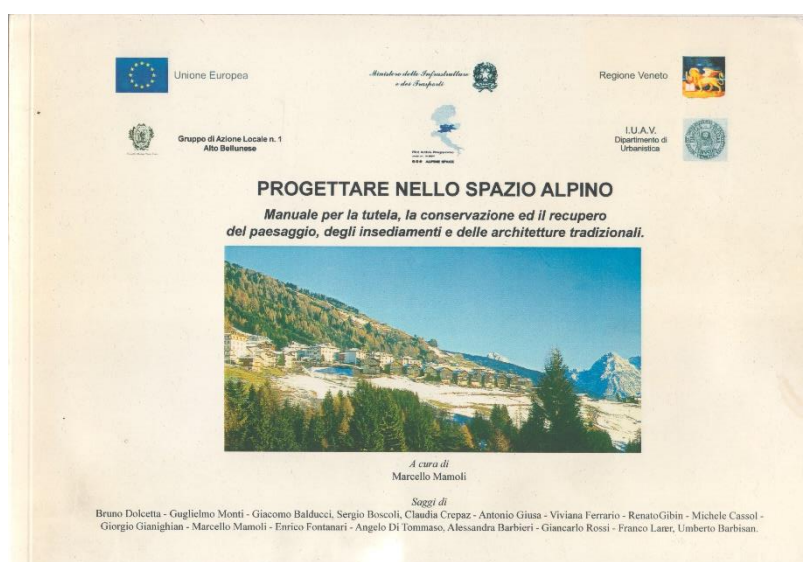 Unione Europea
Ministero delle Infrastrutture
e dei Trasporti
Regione Veneto
Gruppo di Azione Locale n. 1
Alto Bellunese
I.U.A.V.
Dipartimento di
Urbanistica
PROGETTARE NELLO SPAZIO ALPINO
Manuale per la tutela, la conservazione ed il recupero
del paesaggio, degli insediamenti e delle architetture tradizionali.
A cura di
Marcello Mamoli
Saggi di
Bruno Dolcetta - Guglielmo Monti - Giacomo Balducci, Sergio Boscoli, Claudia Crepaz - Antonio Giusa - Viviana Ferrario - RenatoGibin - Michele Cassol -
Giorgio Gianighian - Marcello Mamoli - Enrico Fontanari - Angelo Di Tommaso, Alessandra Barbieri - Giancarlo Rossi - Franco Larer, Umberto Barbisan.